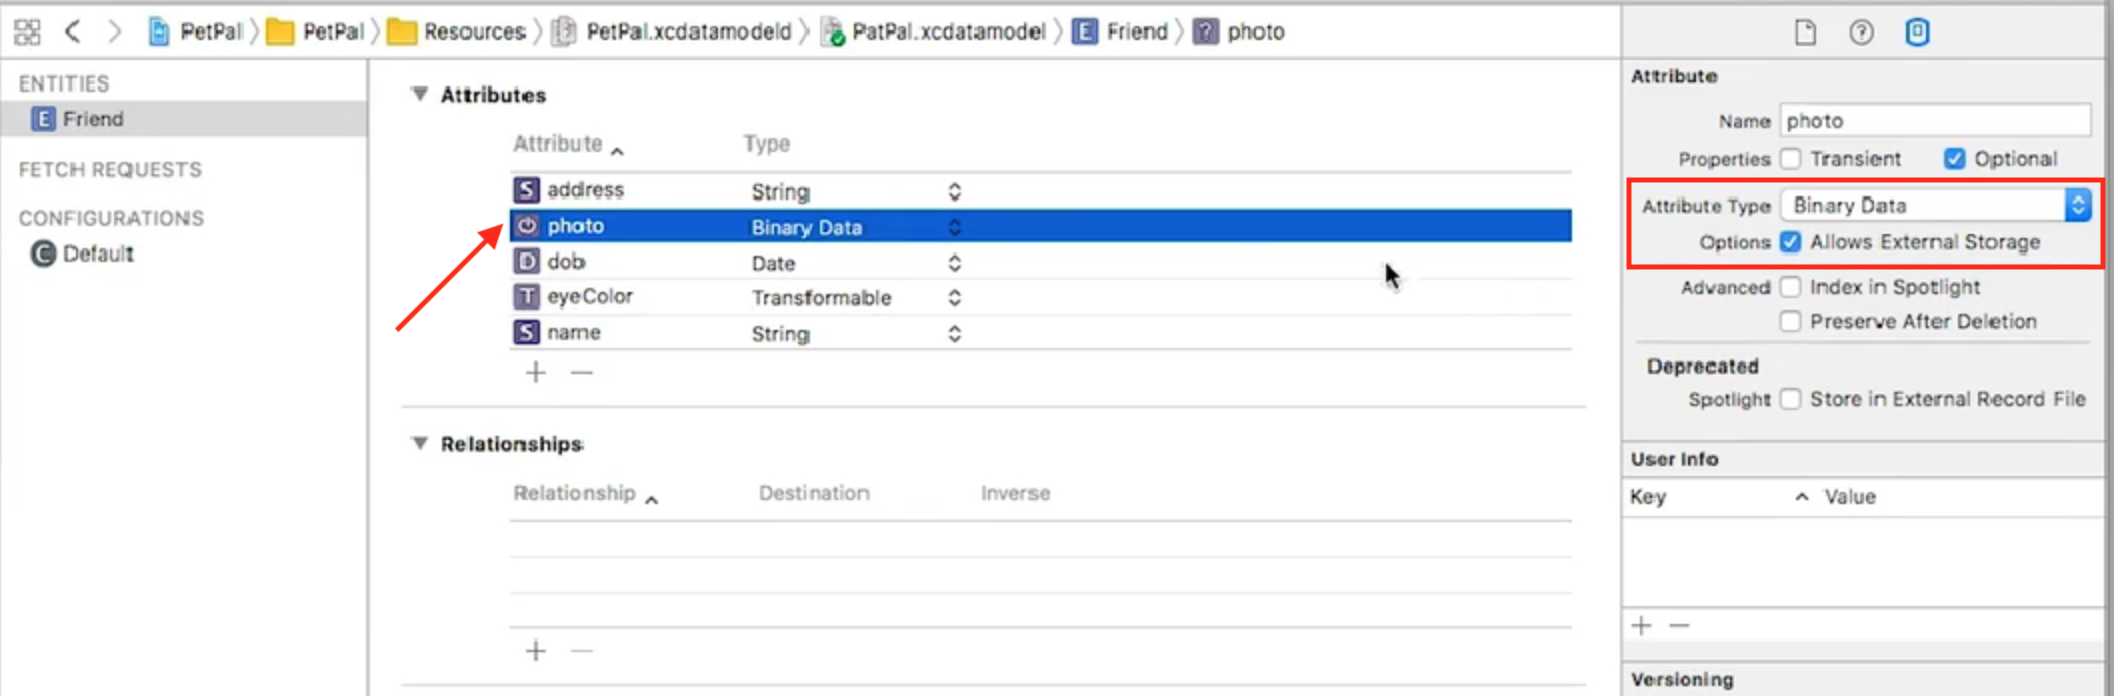 PetPal PetPal Resources PetPal.xcdatamodeld PatPal.xcdatamodel E Friend ? photo
ENTITIES
E Friend
FETCH REQUESTS
CONFIGURATIONS
C Default
Attributes
Attribute Type
S address String
photo Binary Data
D dob Date
T eyeColor Transformable
S name String
+ −
Relationships
Relationship Destination Inverse
+ −
?
Attribute
Name photo
Properties Transient Optional
Attribute Type Binary Data
Options Allows External Storage
Advanced Index in Spotlight
Preserve After Deletion
Deprecated
Spotlight Store in External Record File
User Info
Key Value
+ −
Versioning